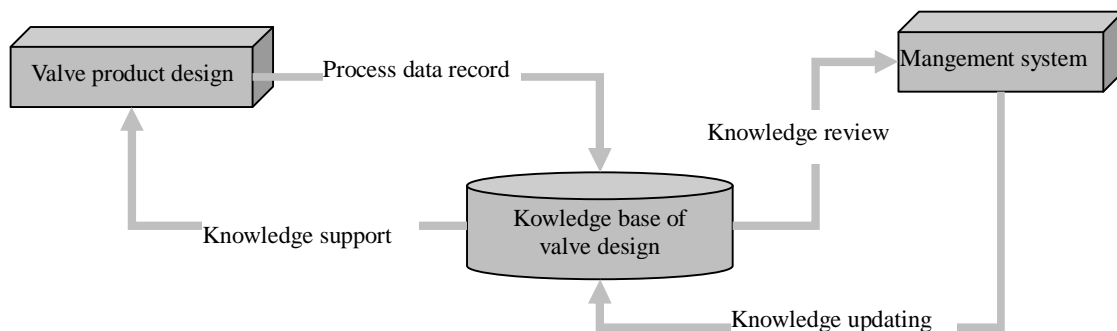 Valve product design
Process data record
Mangement system
Knowledge review
Kowledge base of
valve design
Knowledge support
Knowledge updating